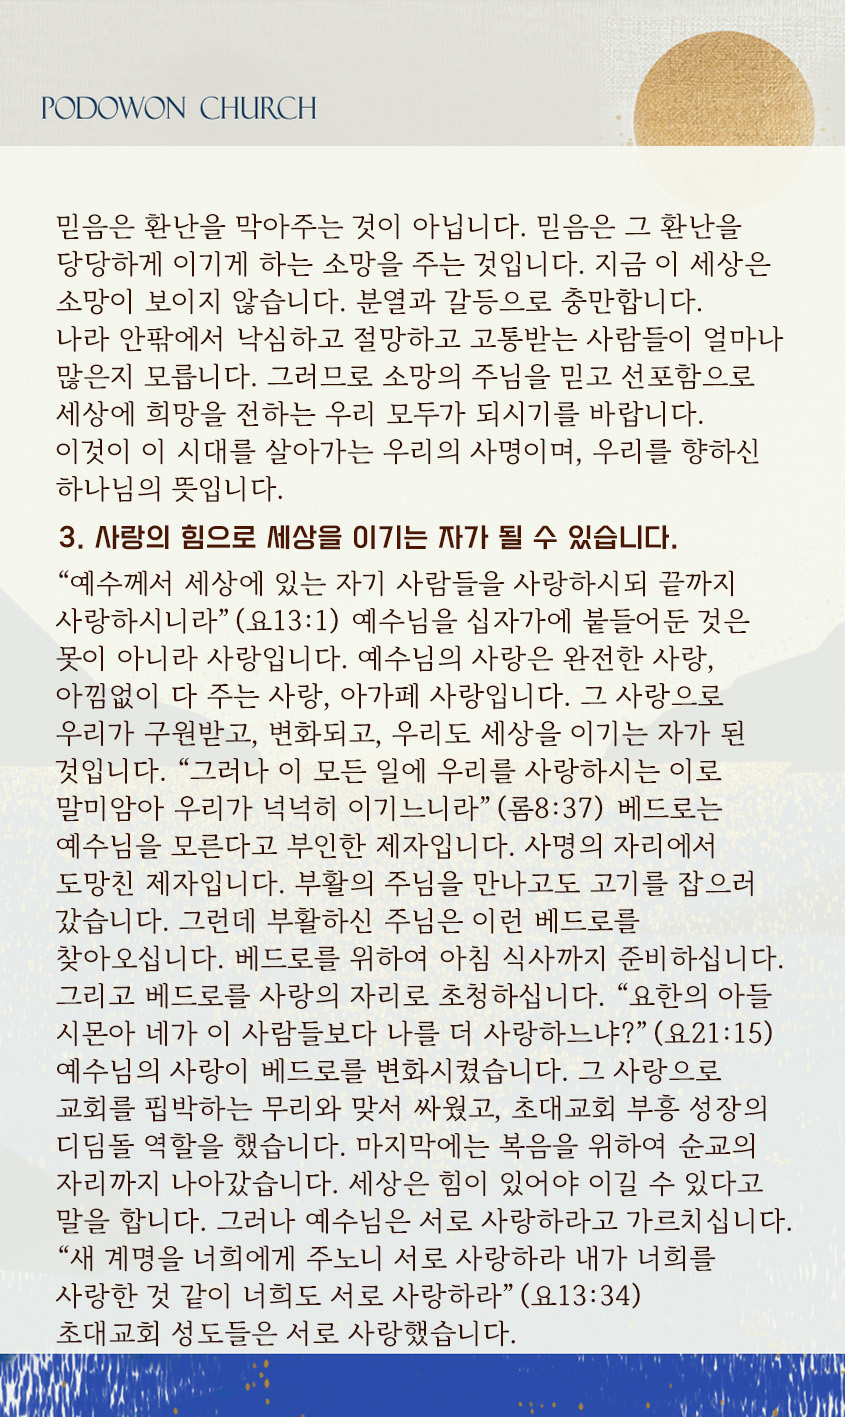 PODOWON CHURCH
믿음은 환난을 막아주는 것이 아닙니다. 믿음은 그 환난을
당당하게 이기게 하는 소망을 주는 것입니다. 지금 이 세상은
소망이 보이지 않습니다. 분열과 갈등으로 충만합니다.
나라 안팎에서 낙심하고 절망하고 고통받는 사람들이 얼마나
많은지 모릅니다. 그러므로 소망의 주님을 믿고 선포함으로
세상에 희망을 전하는 우리 모두가 되시기를 바랍니다.
이것이 이 시대를 살아가는 우리의 사명이며, 우리를 향하신
하나님의 뜻입니다.
3. 사랑의 힘으로 세상을 이기는 자가 될 수 있습니다.
“예수께서 세상에 있는 자기 사람들을 사랑하시되 끝까지
사랑하시니라”(요13:1) 예수님을 십자가에 붙들어둔 것은
못이 아니라 사랑입니다. 예수님의 사랑은 완전한 사랑,
아낌없이 다 주는 사랑, 아가페 사랑입니다. 그 사랑으로
우리가 구원받고, 변화되고, 우리도 세상을 이기는 자가 된
것입니다. “그러나 이 모든 일에 우리를 사랑하시는 이로
말미암아 우리가 넉넉히 이기느니라”(롬8:37) 베드로는
예수님을 모른다고 부인한 제자입니다. 사명의 자리에서
도망친 제자입니다. 부활의 주님을 만나고도 고기를 잡으러
갔습니다. 그런데 부활하신 주님은 이런 베드로를
찾아오십니다. 베드로를 위하여 아침 식사까지 준비하십니다.
그리고 베드로를 사랑의 자리로 초청하십니다. “요한의 아들
시몬아 네가 이 사람들보다 나를 더 사랑하느냐?”(요21:15)
예수님의 사랑이 베드로를 변화시켰습니다. 그 사랑으로
교회를 핍박하는 무리와 맞서 싸웠고, 초대교회 부흥 성장의
디딤돌 역할을 했습니다. 마지막에는 복음을 위하여 순교의
자리까지 나아갔습니다. 세상은 힘이 있어야 이길 수 있다고
말을 합니다. 그러나 예수님은 서로 사랑하라고 가르치십니다.
“새 계명을 너희에게 주노니 서로 사랑하라 내가 너희를
사랑한 것 같이 너희도 서로 사랑하라”(요13:34)
초대교회 성도들은 서로 사랑했습니다.